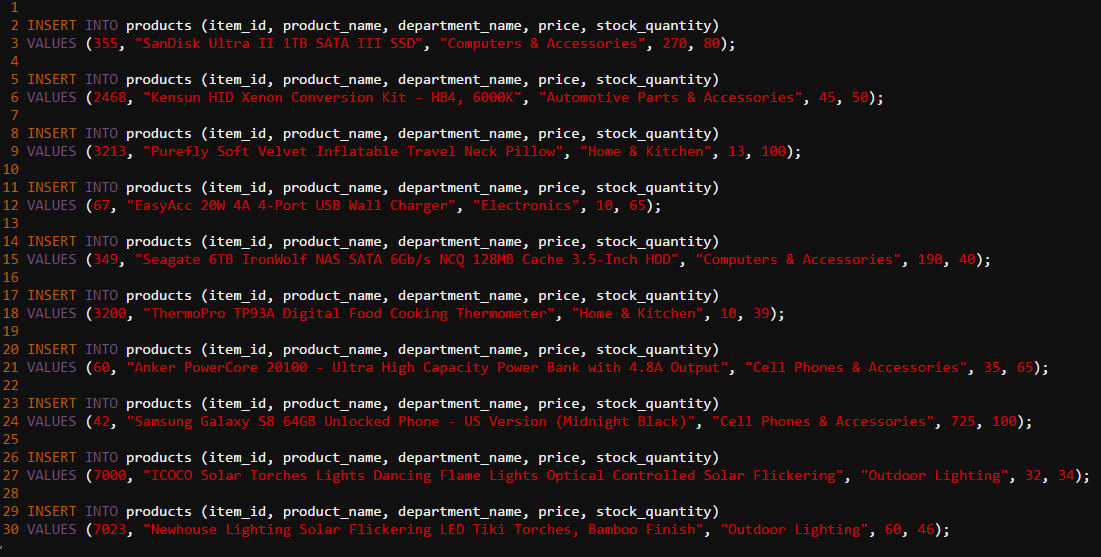 1
2 INSERT INTO products (item_id, product_name, department_name, price, stock_quantity)
3 VALUES (355, "SanDisk Ultra II 1TB SATA III SSD", "Computers & Accessories", 270, 80);
4
5 INSERT INTO products (item_id, product_name, department_name, price, stock_quantity)
6 VALUES (2468, "Kensun HID Xenon Conversion Kit - HB4, 6000K", "Automotive Parts & Accessories", 45, 50);
7
8 INSERT INTO products (item_id, product_name, department_name, price, stock_quantity)
9 VALUES (3213, "Purefly Soft Velvet Inflatable Travel Neck Pillow", "Home & Kitchen", 13, 100);
10
11 INSERT INTO products (item_id, product_name, department_name, price, stock_quantity)
12 VALUES (67, "EasyAcc 20W 4A 4-Port USB Wall Charger", "Electronics", 10, 65);
13
14 INSERT INTO products (item_id, product_name, department_name, price, stock_quantity)
15 VALUES (349, "Seagate 6TB IronWolf NAS SATA 6Gb/s NCQ 128MB Cache 3.5-Inch HDD", "Computers & Accessories", 190, 40);
16
17 INSERT INTO products (item_id, product_name, department_name, price, stock_quantity)
18 VALUES (3200, "ThermoPro TP93A Digital Food Cooking Thermometer", "Home & Kitchen", 10, 39);
19
20 INSERT INTO products (item_id, product_name, department_name, price, stock_quantity)
21 VALUES (60, "Anker PowerCore 20100 - Ultra High Capacity Power Bank with 4.8A Output", "Cell Phones & Accessories", 35, 65);
22
23 INSERT INTO products (item_id, product_name, department_name, price, stock_quantity)
24 VALUES (42, "Samsung Galaxy S8 64GB Unlocked Phone - US Version (Midnight Black)", "Cell Phones & Accessories", 725, 100);
25
26 INSERT INTO products (item_id, product_name, department_name, price, stock_quantity)
27 VALUES (7000, "ICOCO Solar Torches Lights Dancing Flame Lights Optical Controlled Solar Flickering", "Outdoor Lighting", 32, 34);
28
29 INSERT INTO products (item_id, product_name, department_name, price, stock_quantity)
30 VALUES (7023, "Newhouse Lighting Solar Flickering LED Tiki Torches, Bamboo Finish", "Outdoor Lighting", 60, 46);